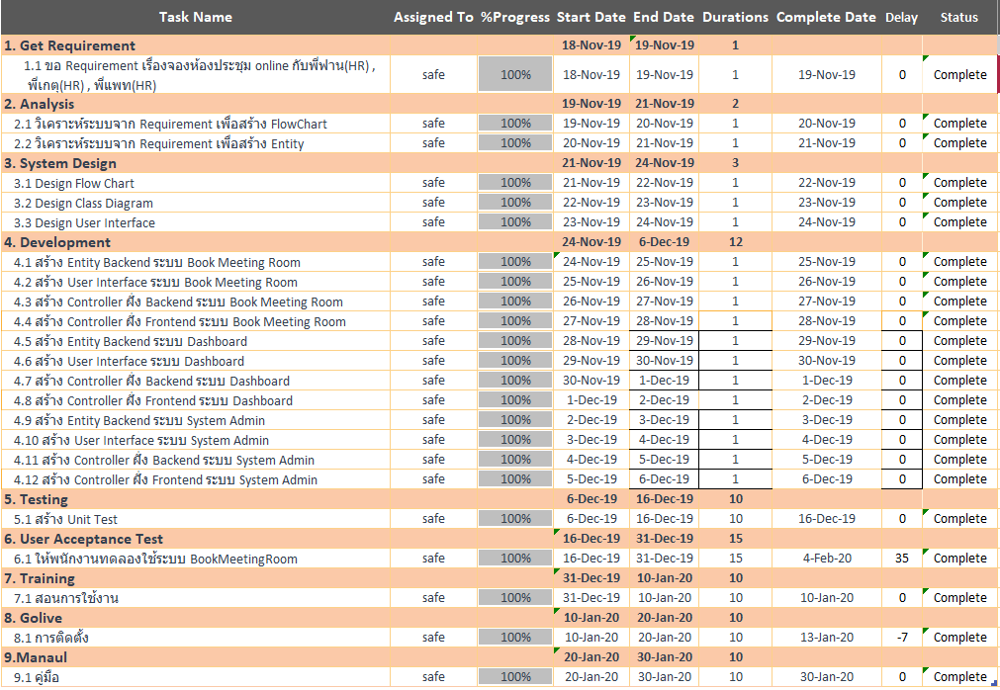 Task Name Assigned To %Progress Start Date End Date Durations Complete Date Delay Status
1. Get Requirement 18-Nov-19 19-Nov-19 1
1.1 ขอ Requirement เรื่องจองห้องประชุม online กับพี่ฟาน(HR) ,
พี่เกตุ(HR) , พี่แพท(HR) safe 100% 18-Nov-19 19-Nov-19 1 19-Nov-19 0 Complete
2. Analysis 19-Nov-19 21-Nov-19 2
2.1 วิเคราะห์ระบบจาก Requirement เพื่อสร้าง FlowChart safe 100% 19-Nov-19 20-Nov-19 1 20-Nov-19 0 Complete
2.2 วิเคราะห์ระบบจาก Requirement เพื่อสร้าง Entity safe 100% 20-Nov-19 21-Nov-19 1 21-Nov-19 0 Complete
3. System Design 21-Nov-19 24-Nov-19 3
3.1 Design Flow Chart safe 100% 21-Nov-19 22-Nov-19 1 22-Nov-19 0 Complete
3.2 Design Class Diagram safe 100% 22-Nov-19 23-Nov-19 1 23-Nov-19 0 Complete
3.3 Design User Interface safe 100% 23-Nov-19 24-Nov-19 1 24-Nov-19 0 Complete
4. Development 24-Nov-19 6-Dec-19 12
4.1 สร้าง Entity Backend ระบบ Book Meeting Room safe 100% 24-Nov-19 25-Nov-19 1 25-Nov-19 0 Complete
4.2 สร้าง User Interface ระบบ Book Meeting Room safe 100% 25-Nov-19 26-Nov-19 1 26-Nov-19 0 Complete
4.3 สร้าง Controller ฝั่ง Backend ระบบ Book Meeting Room safe 100% 26-Nov-19 27-Nov-19 1 27-Nov-19 0 Complete
4.4 สร้าง Controller ฝั่ง Frontend ระบบ Book Meeting Room safe 100% 27-Nov-19 28-Nov-19 1 28-Nov-19 0 Complete
4.5 สร้าง Entity Backend ระบบ Dashboard safe 100% 28-Nov-19 29-Nov-19 1 29-Nov-19 0 Complete
4.6 สร้าง User Interface ระบบ Dashboard safe 100% 29-Nov-19 30-Nov-19 1 30-Nov-19 0 Complete
4.7 สร้าง Controller ฝั่ง Backend ระบบ Dashboard safe 100% 30-Nov-19 1-Dec-19 1 1-Dec-19 0 Complete
4.8 สร้าง Controller ฝั่ง Frontend ระบบ Dashboard safe 100% 1-Dec-19 2-Dec-19 1 2-Dec-19 0 Complete
4.9 สร้าง Entity Backend ระบบ System Admin safe 100% 2-Dec-19 3-Dec-19 1 3-Dec-19 0 Complete
4.10 สร้าง User Interface ระบบ System Admin safe 100% 3-Dec-19 4-Dec-19 1 4-Dec-19 0 Complete
4.11 สร้าง Controller ฝั่ง Backend ระบบ System Admin safe 100% 4-Dec-19 5-Dec-19 1 5-Dec-19 0 Complete
4.12 สร้าง Controller ฝั่ง Frontend ระบบ System Admin safe 100% 5-Dec-19 6-Dec-19 1 6-Dec-19 0 Complete
5. Testing 6-Dec-19 16-Dec-19 10
5.1 สร้าง Unit Test safe 100% 6-Dec-19 16-Dec-19 10 16-Dec-19 0 Complete
6. User Acceptance Test 16-Dec-19 31-Dec-19 15
6.1 ให้พนักงานทดลองใช้ระบบ BookMeetingRoom safe 100% 16-Dec-19 31-Dec-19 15 4-Feb-20 35 Complete
7. Training 31-Dec-19 10-Jan-20 10
7.1 สอนการใช้งาน safe 100% 31-Dec-19 10-Jan-20 10 10-Jan-20 0 Complete
8. Golive 10-Jan-20 20-Jan-20 10
8.1 การติดตั้ง safe 100% 10-Jan-20 20-Jan-20 10 13-Jan-20 -7 Complete
9.Manaul 20-Jan-20 30-Jan-20 10
9.1 คู่มือ safe 100% 20-Jan-20 30-Jan-20 10 30-Jan-20 0 Complete